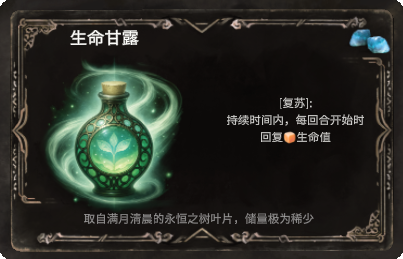 生命甘露
[复苏]:
持续时间内，每回合开始时
回复生命值
取自满月清晨的永恒之树叶片，储量极为稀少